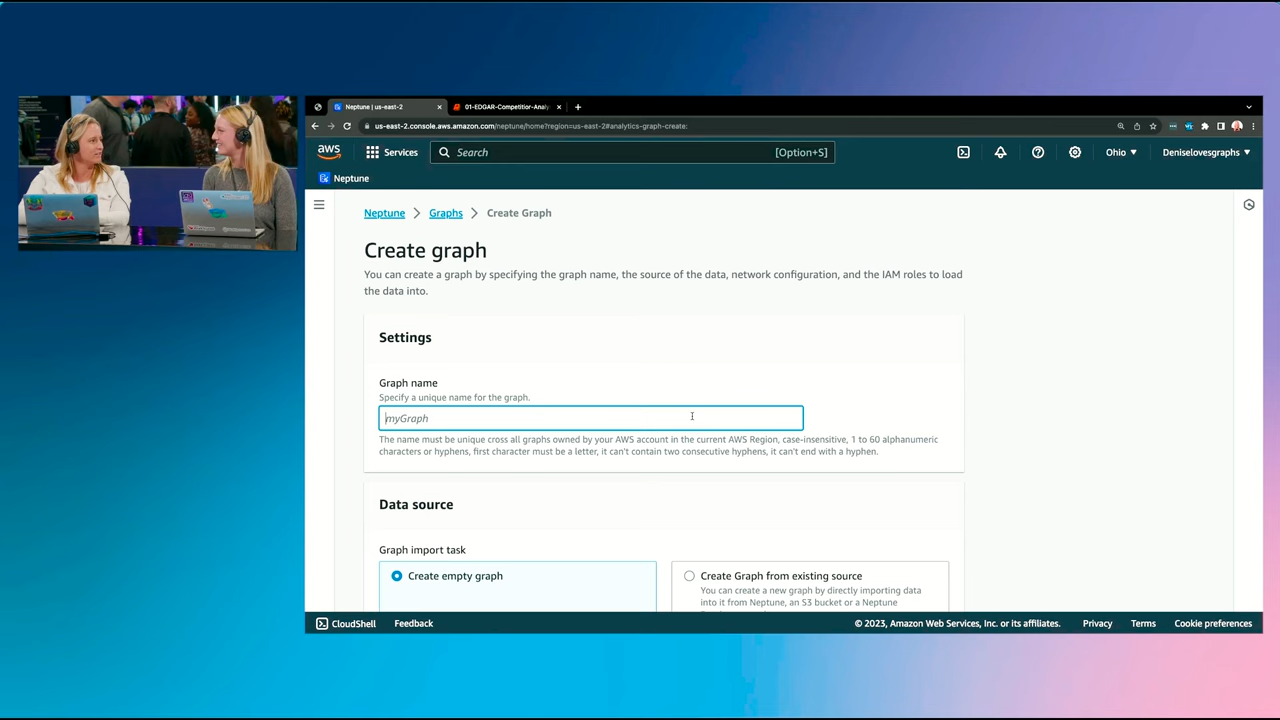 Neptune | us-east-2
01-EDGAR-Competitior-Analy
us-east-2.console.aws.amazon.com/neptune/home?region=us-east-2#analytics-graph-create:
aws
Services
Search
[Option+S]
Ohio
Deniselovesgraphs
Neptune
Neptune > Graphs > Create Graph
Create graph
You can create a graph by specifying the graph name, the source of the data, network configuration, and the IAM roles to load
the data into.
Settings
Graph name
Specify a unique name for the graph.
myGraph
The name must be unique cross all graphs owned by your AWS account in the current AWS Region, case-insensitive, 1 to 60 alphanumeric
characters or hyphens, first character must be a letter, it can't contain two consecutive hyphens, it can't end with a hyphen.
Data source
Graph import task
Create empty graph
Create Graph from existing source
You can create a new graph by directly importing data
into it from Neptune, an S3 bucket or a Neptune
CloudShell
Feedback
© 2023, Amazon Web Services, Inc. or its affiliates.
Privacy
Terms
Cookie preferences